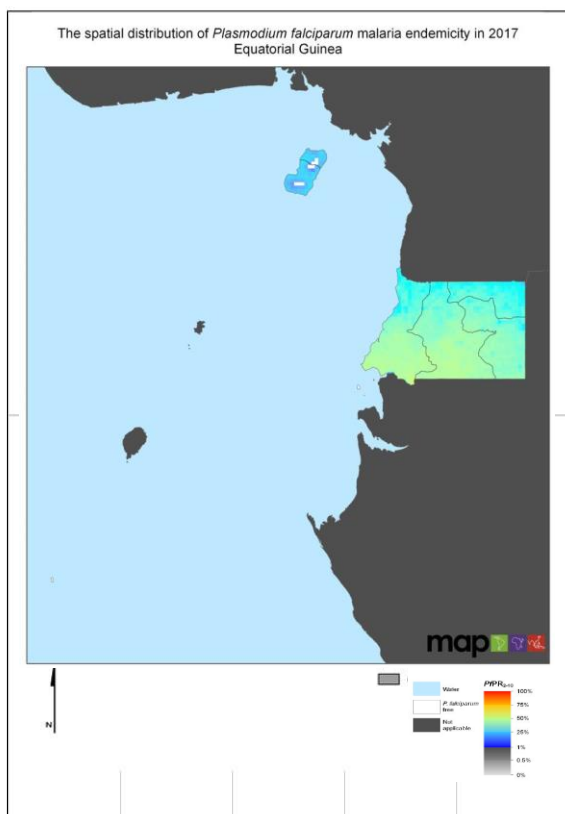 The spatial distribution of Plasmodium falciparum malaria endemicity in 2017
Equatorial Guinea
map
N
Water
P. falciparum
free
Not
applicable
PfPR2-10
100%
75%
50%
25%
1%
0.5%
0%